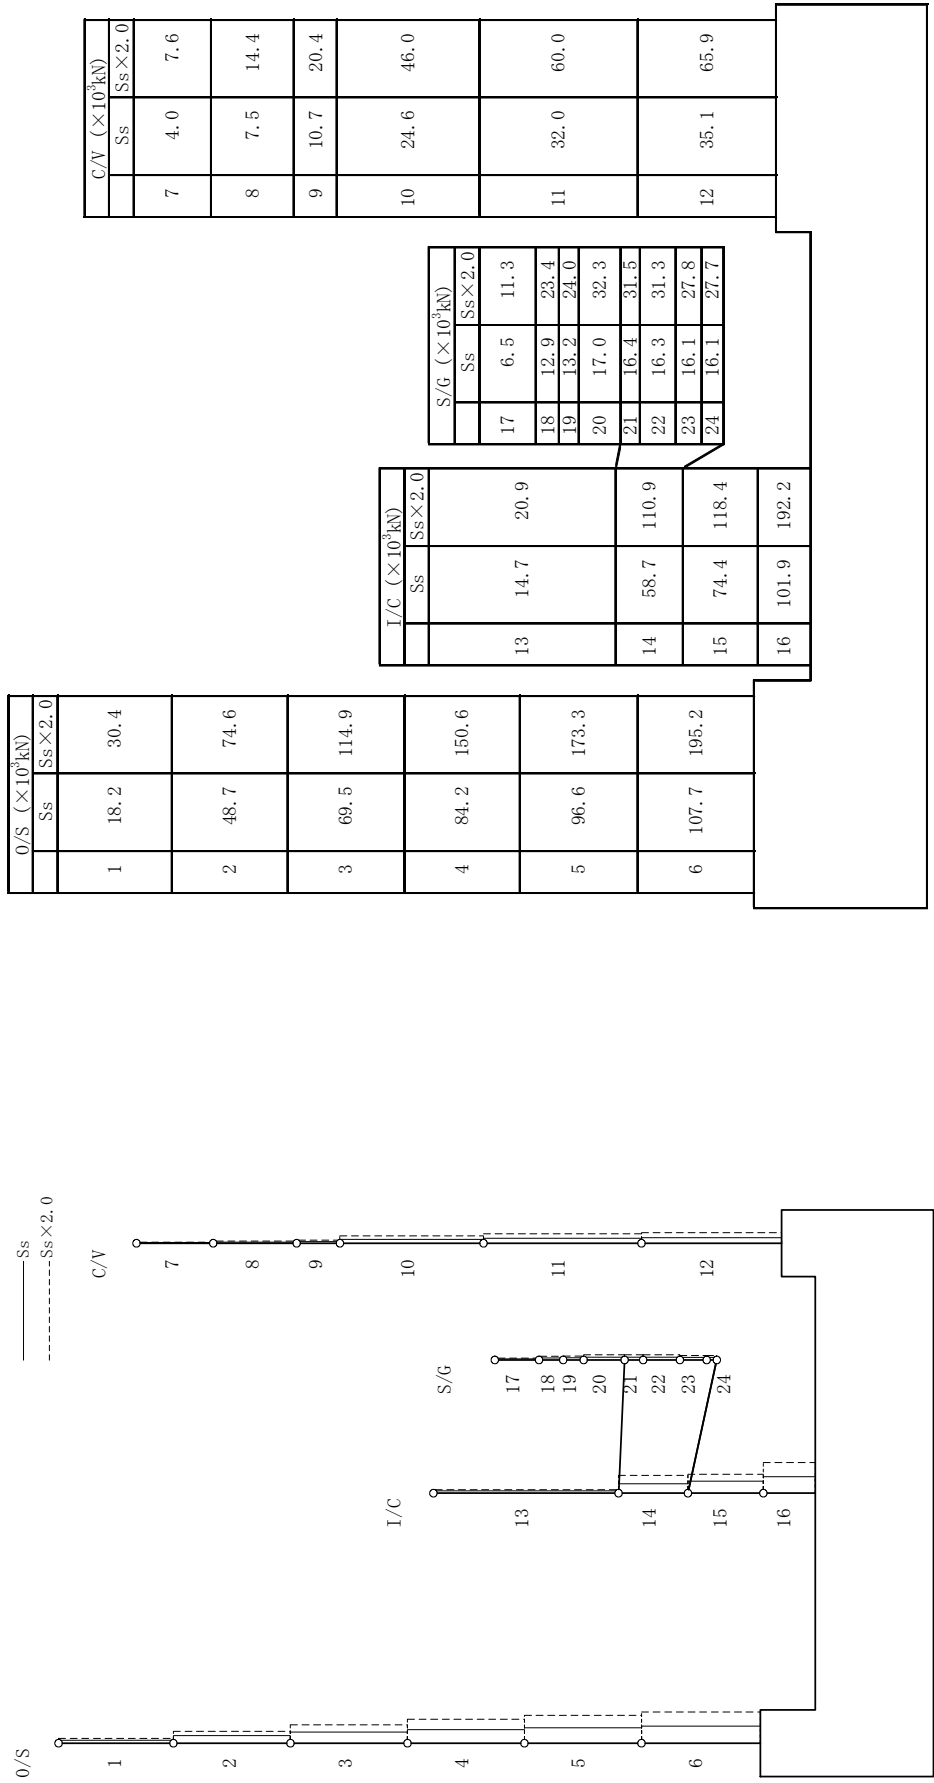 O/S (×10³kN)
Ss Ss×2.0
1 18.2 30.4
2 48.7 74.6
3 69.5 114.9
4 84.2 150.6
5 96.6 173.3
6 107.7 195.2
I/C (×10³kN)
Ss Ss×2.0
13 14.7 20.9
14 58.7 110.9
15 74.4 118.4
16 101.9 192.2
S/G (×10³kN)
Ss Ss×2.0
17 6.5 11.3
18 12.9 23.4
19 13.2 24.0
20 17.0 32.3
21 16.4 31.5
22 16.3 31.3
23 16.1 27.8
24 16.1 27.7
C/V (×10³kN)
Ss Ss×2.0
7 4.0 7.6
8 7.5 14.4
9 10.7 20.4
10 24.6 46.0
11 32.0 60.0
12 35.1 65.9
Ss
Ss×2.0
O/S
1
2
3
4
5
6
I/C
13
14
15
16
S/G
17
18
19
20
21
22
23
24
C/V
7
8
9
10
11
12